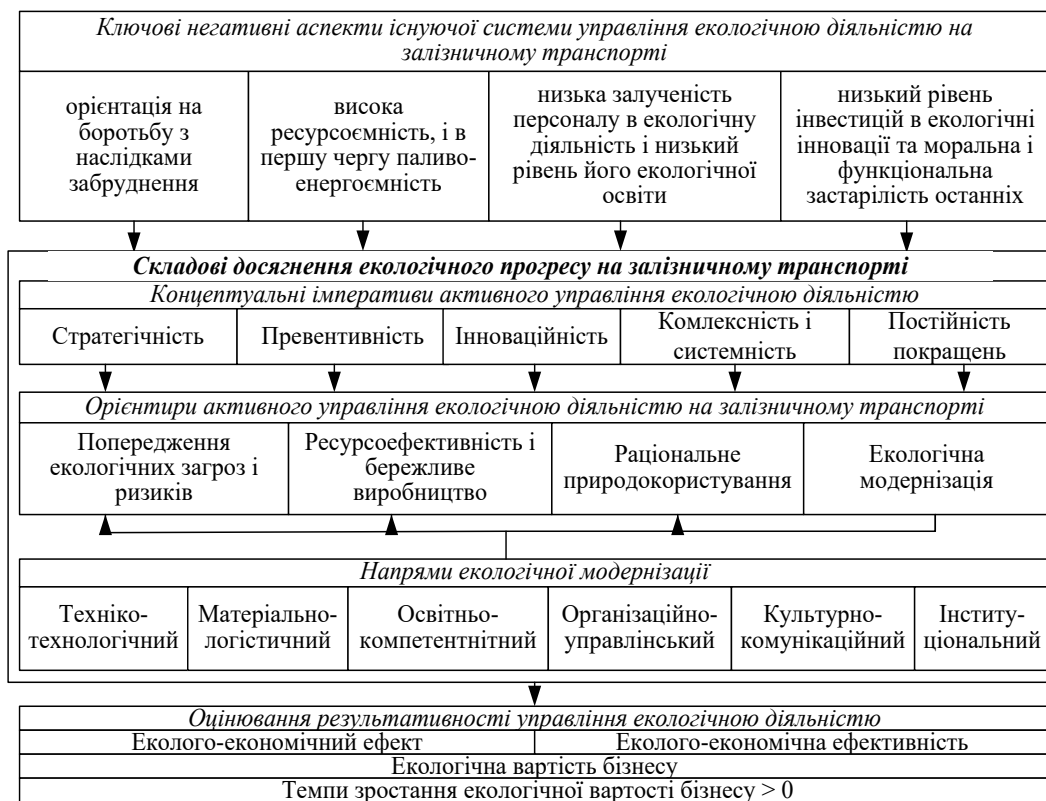 Ключові негативні аспекти існуючої системи управління екологічною діяльністю на
залізничному транспорті
орієнтація на
боротьбу з
наслідками
забруднення
висока
ресурсоємність, і в
першу чергу паливо-
енергоємність
низька залученість
персоналу в екологічну
діяльність і низький
рівень його екологічної
освіти
низький рівень
інвестицій в екологічні
інновації та моральна і
функціональна
застарілість останніх
Складові досягнення екологічного прогресу на залізничному транспорті
Концептуальні імперативи активного управління екологічною діяльністю
Стратегічність
Превентивність
Інноваційність
Комлексність і
системність
Постійність
покращень
Орієнтири активного управління екологічною діяльністю на залізничному транспорті
Попередження
екологічних загроз і
ризиків
Ресурсоефективність і
бережливе
виробництво
Раціональне
природокористування
Екологічна
модернізація
Напрями екологічної модернізації
Техніко-
технологічний
Матеріально-
логістичний
Освітньо-
компетентнітний
Організаційно-
управлінський
Культурно-
комунікаційний
Інститу-
ціональний
Оцінювання результативності управління екологічною діяльністю
Еколого-економічний ефект
Еколого-економічна ефективність
Екологічна вартість бізнесу
Темпи зростання екологічної вартості бізнесу > 0